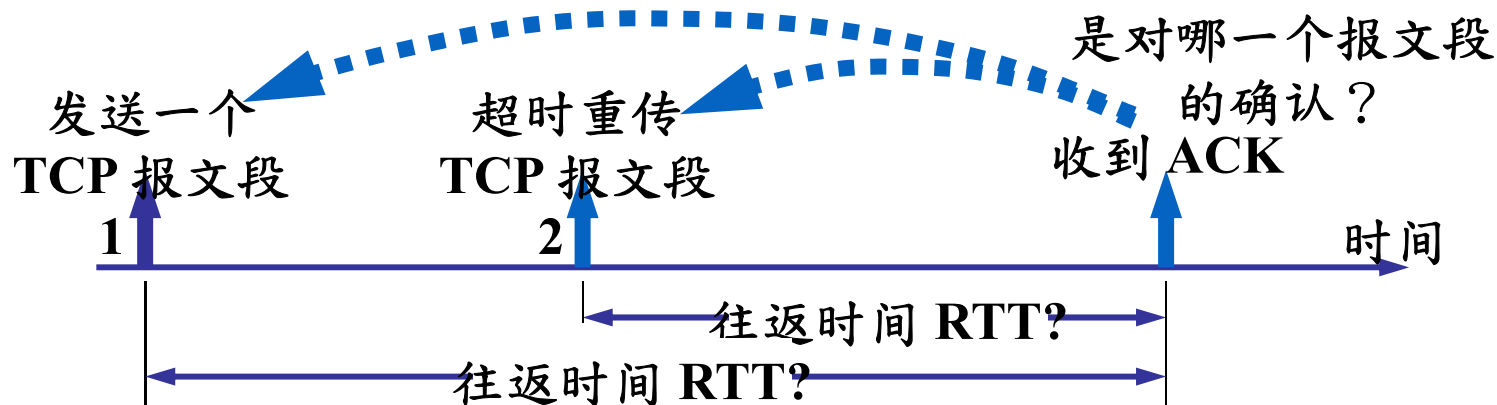 是对哪一个报文段
的确认？
发送一个
TCP 报文段
超时重传
TCP 报文段
收到 ACK
1
2
时间
往返时间 RTT?
往返时间 RTT?